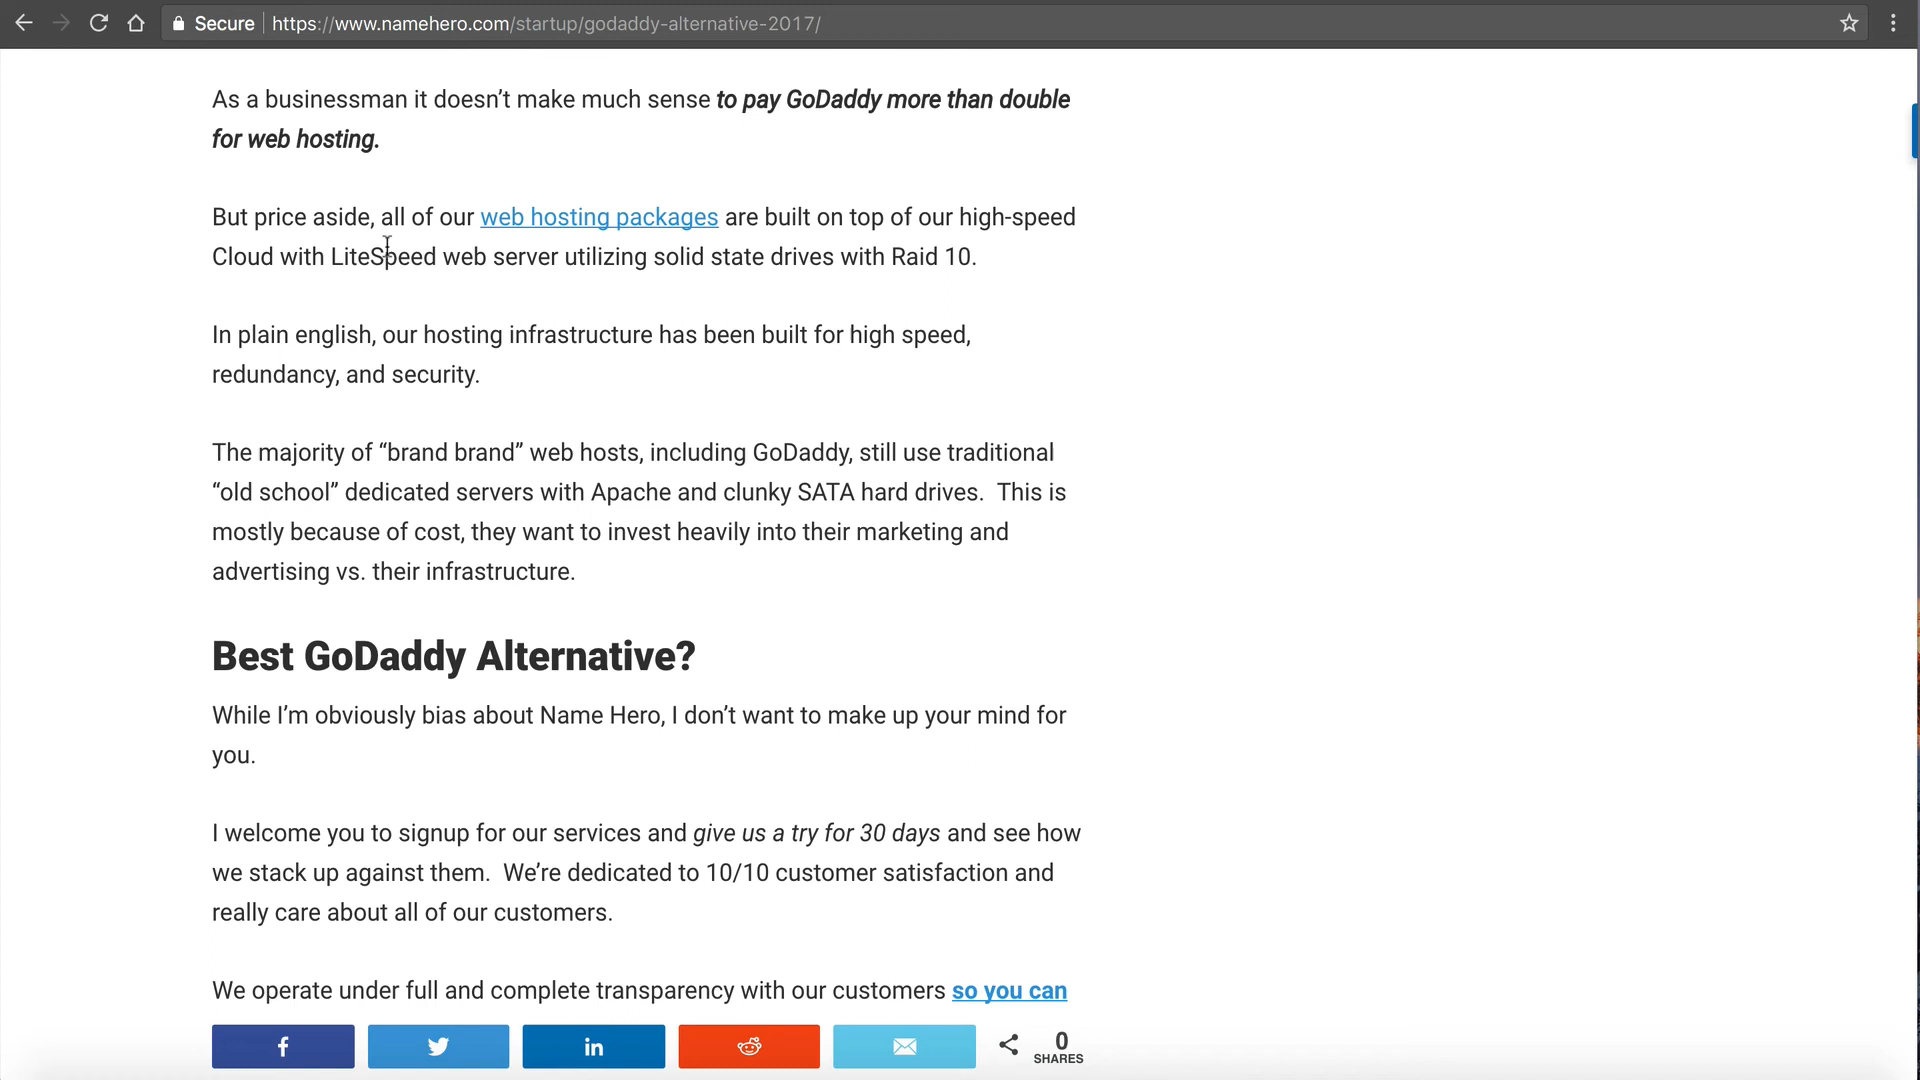 Secure https://www.namehero.com/startup/godaddy-alternative-2017/
As a businessman it doesn’t make much sense to pay GoDaddy more than double
for web hosting.
But price aside, all of our web hosting packages are built on top of our high-speed
Cloud with LiteSpeed web server utilizing solid state drives with Raid 10.
In plain english, our hosting infrastructure has been built for high speed,
redundancy, and security.
The majority of “brand brand” web hosts, including GoDaddy, still use traditional
“old school” dedicated servers with Apache and clunky SATA hard drives.  This is
mostly because of cost, they want to invest heavily into their marketing and
advertising vs. their infrastructure.
Best GoDaddy Alternative?
While I’m obviously bias about Name Hero, I don’t want to make up your mind for
you.
I welcome you to signup for our services and give us a try for 30 days and see how
we stack up against them.  We’re dedicated to 10/10 customer satisfaction and
really care about all of our customers.
We operate under full and complete transparency with our customers so you can
0
SHARES